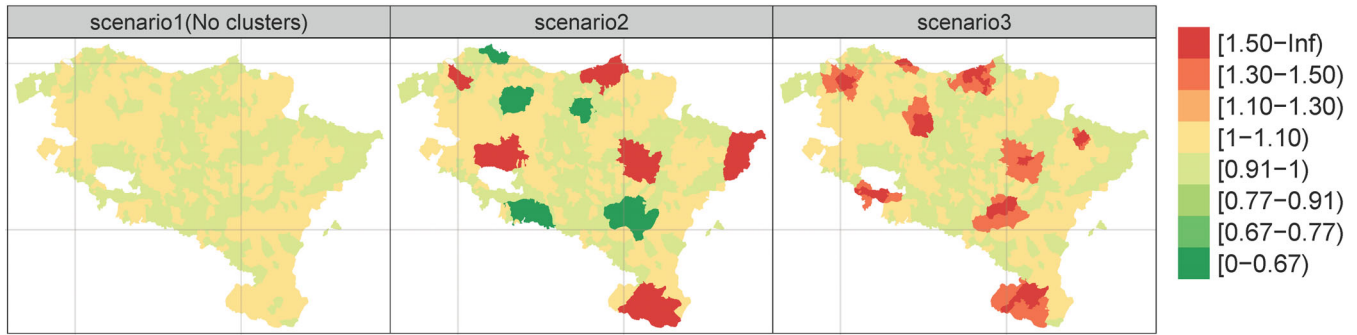 scenario1(No clusters)
scenario2
scenario3
[1.50−Inf)
[1.30−1.50)
[1.10−1.30)
[1−1.10)
[0.91−1)
[0.77−0.91)
[0.67−0.77)
[0−0.67)